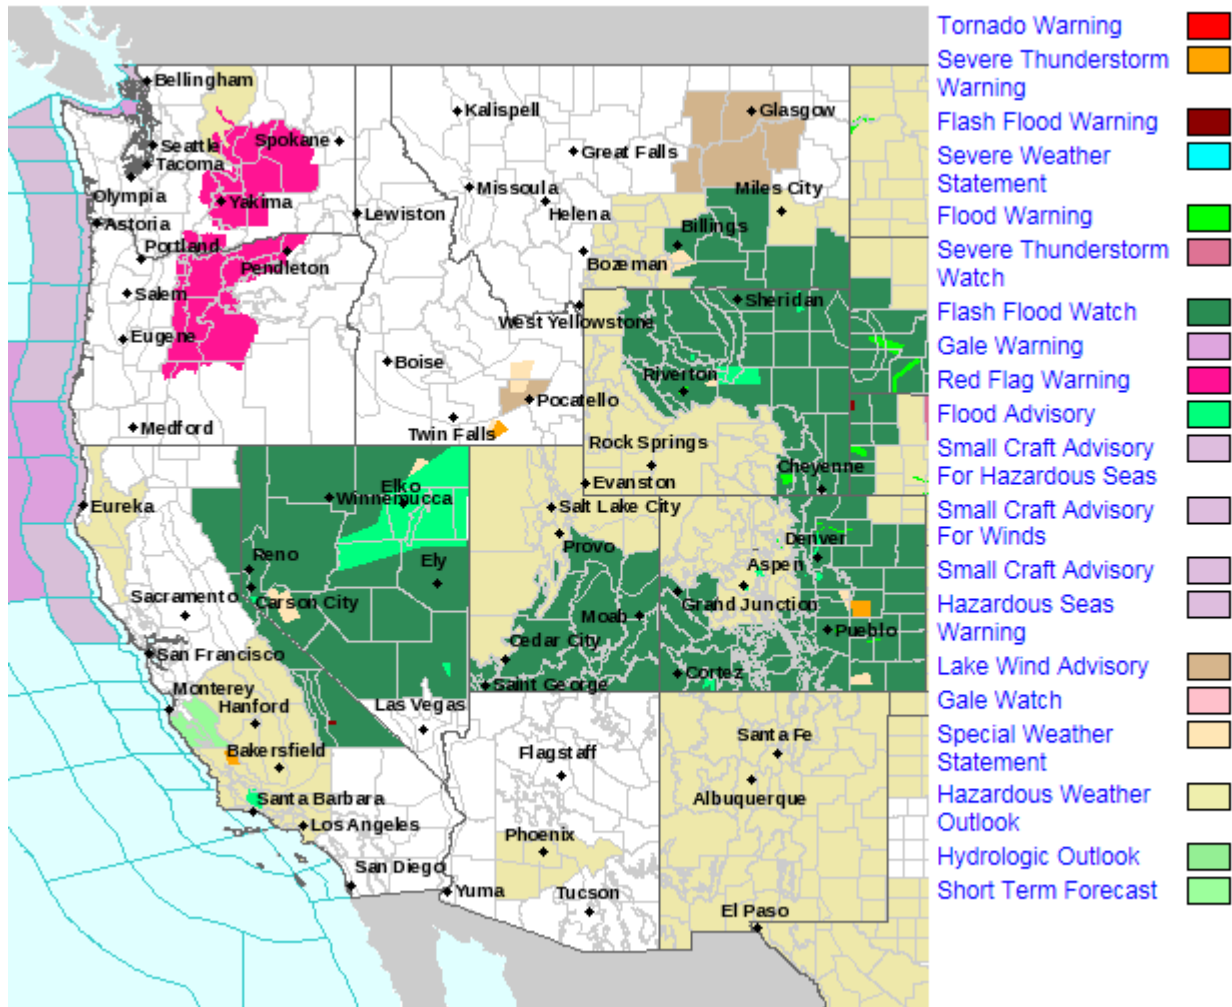 Bellingham
Seattle
Tacoma
Olympia
Astoria
Spokane
Yakima
Lewiston
Portland
Pendleton
Salem
Eugene
Medford
Kalispell
Great Falls
Glasgow
Missoula
Helena
Miles City
Billings
Bozeman
West Yellowstone
Sheridan
Boise
Pocatello
Twin Falls
Riverton
Rock Springs
Cheyenne
Evanston
Eureka
Elko
Winnemucca
Salt Lake City
Provo
Denver
Reno
Ely
Aspen
Sacramento
Carson City
Moab
Grand Junction
Pueblo
San Francisco
Cedar City
Cortez
Saint George
Monterey
Hanford
Las Vegas
Bakersfield
Flagstaff
Santa Fe
Albuquerque
Santa Barbara
Los Angeles
Phoenix
San Diego
Yuma
Tucson
El Paso
Tornado Warning
Severe Thunderstorm
Warning
Flash Flood Warning
Severe Weather
Statement
Flood Warning
Severe Thunderstorm
Watch
Flash Flood Watch
Gale Warning
Red Flag Warning
Flood Advisory
Small Craft Advisory
For Hazardous Seas
Small Craft Advisory
For Winds
Small Craft Advisory
Hazardous Seas
Warning
Lake Wind Advisory
Gale Watch
Special Weather
Statement
Hazardous Weather
Outlook
Hydrologic Outlook
Short Term Forecast